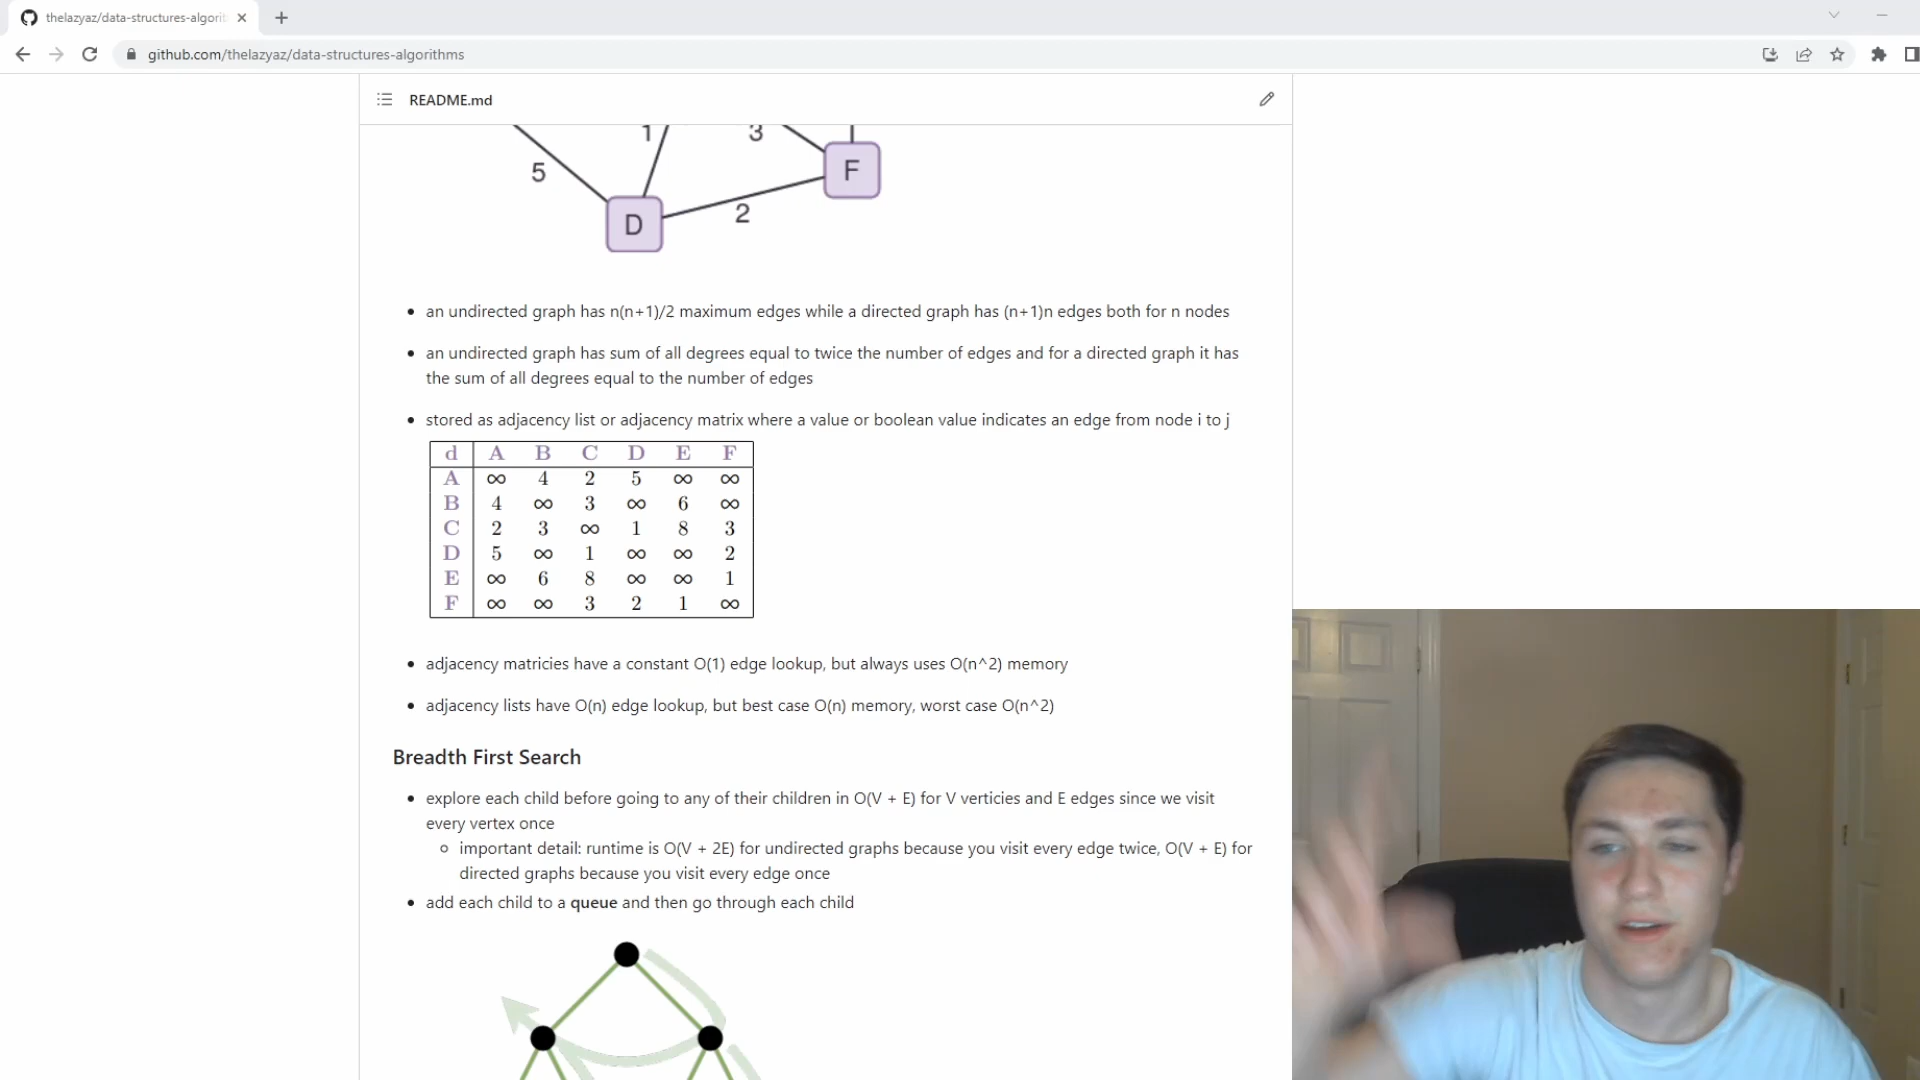 thelazyaz/data-structures-algorit
github.com/thelazyaz/data-structures-algorithms
README.md
1
3
5
F
D
2
an undirected graph has n(n+1)/2 maximum edges while a directed graph has (n+1)n edges both for n nodes
an undirected graph has sum of all degrees equal to twice the number of edges and for a directed graph it has
the sum of all degrees equal to the number of edges
stored as adjacency list or adjacency matrix where a value or boolean value indicates an edge from node i to j
d A B C D E F
A ∞ 4 2 5 ∞ ∞
B 4 ∞ 3 ∞ 6 ∞
C 2 3 ∞ 1 8 3
D 5 ∞ 1 ∞ ∞ 2
E ∞ 6 8 ∞ ∞ 1
F ∞ ∞ 3 2 1 ∞
adjacency matricies have a constant O(1) edge lookup, but always uses O(n^2) memory
adjacency lists have O(n) edge lookup, but best case O(n) memory, worst case O(n^2)
Breadth First Search
explore each child before going to any of their children in O(V + E) for V verticies and E edges since we visit
every vertex once
important detail: runtime is O(V + 2E) for undirected graphs because you visit every edge twice, O(V + E) for
directed graphs because you visit every edge once
add each child to a queue and then go through each child